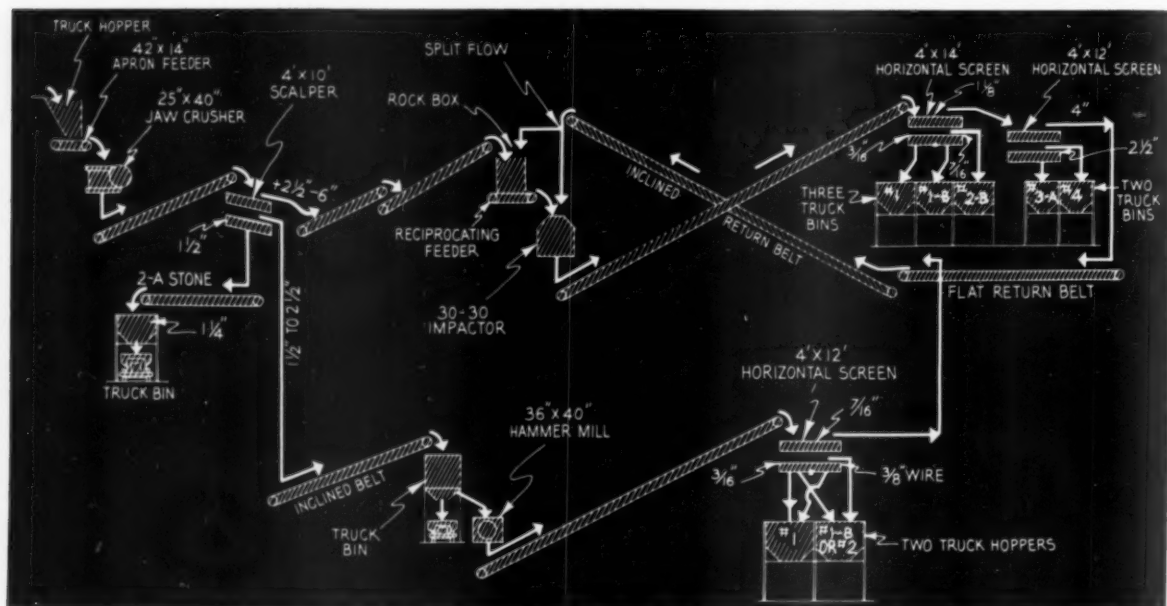 TRUCK HOPPER
42" X 14"
APRON FEEDER
25" X 40"
JAW CRUSHER
4' X 10'
SCALPER
+2½"-6"
1½"
2-A STONE
1¼"
TRUCK BIN
1½" TO 2½"
SPLIT FLOW
ROCK BOX
RECIPROCATING
FEEDER
30-30
IMPACTOR
INCLINED
RETURN BELT
4' X 14'
HORIZONTAL SCREEN
1⅛"
4' X 12'
HORIZONTAL SCREEN
4"
3/16"
7/16"
2½"
THREE
TRUCK
BINS
#1
#1-B
#2-B
#3-A
#4
TWO
TRUCK
BINS
FLAT RETURN BELT
INCLINED BELT
TRUCK
BIN
36" X 40"
HAMMER MILL
4' X 12'
HORIZONTAL SCREEN
7/16"
3/16"
3/8" WIRE
#1
#1-B
OR #2
TWO TRUCK HOPPERS